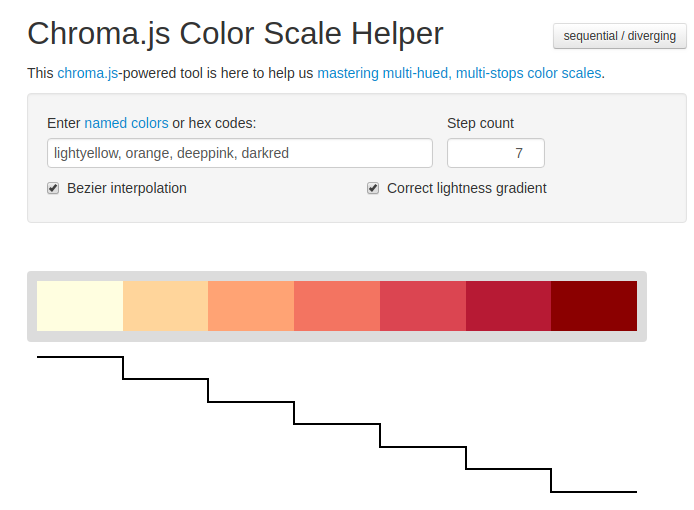 Chroma.js Color Scale Helper
sequential / diverging
This chroma.js-powered tool is here to help us mastering multi-hued, multi-stops color scales.
Enter named colors or hex codes:
Step count
lightyellow, orange, deeppink, darkred
7
Bezier interpolation
Correct lightness gradient